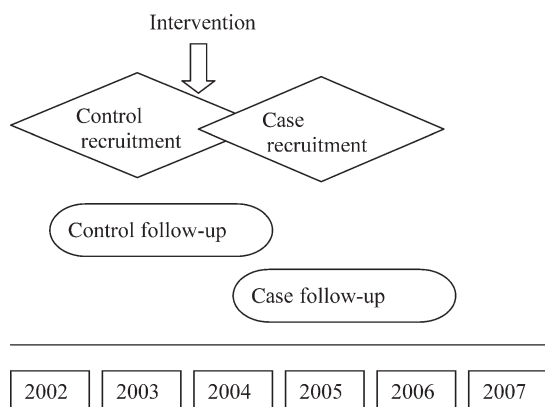 Intervention
Control
recruitment
Case
recruitment
Control follow-up
Case follow-up
2002 2003 2004 2005 2006 2007